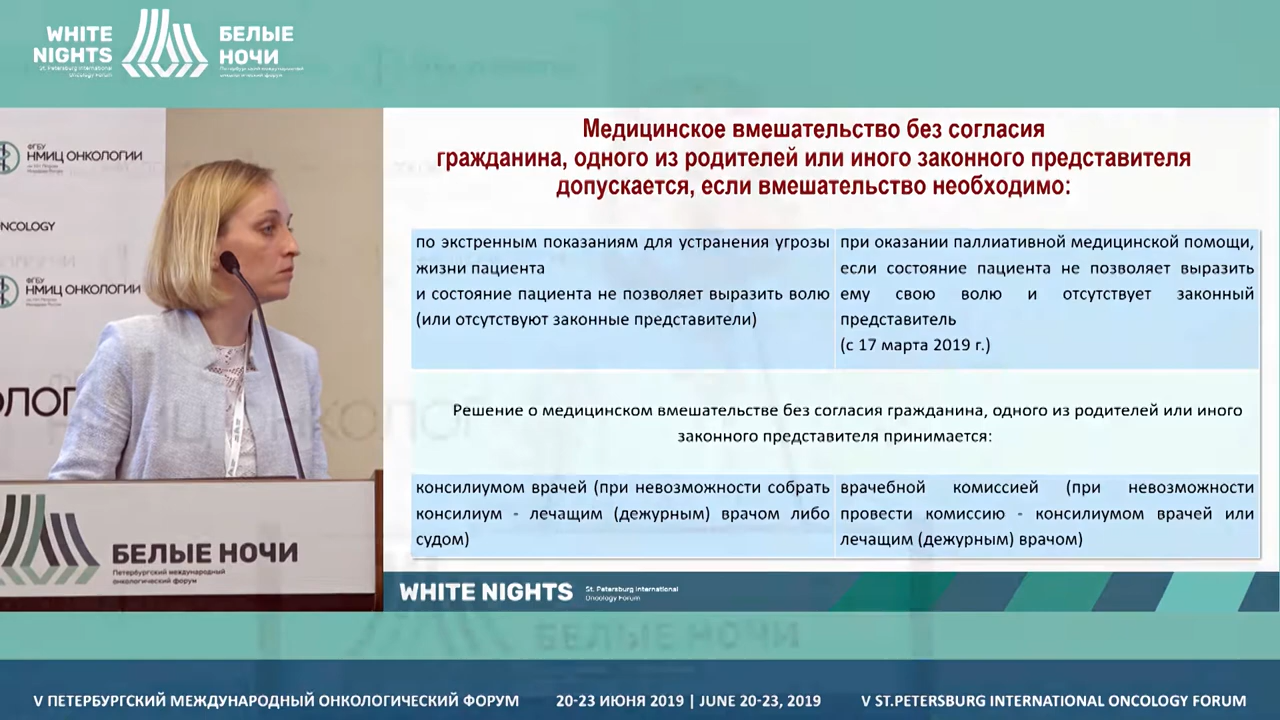 WHITE
NIGHTS
St. Petersburg International
Oncology Forum
БЕЛЫЕ
НОЧИ
Петербургский международный
онкологический форум
ФГБУ
НМИЦ ОНКОЛОГИИ
NCOLOGY
ФГБУ
НМИЦ ОНКОЛОГИИ
ОЛОГ
БЕЛЫЕ НОЧИ
Петербургский международный
онкологический форум
Медицинское вмешательство без согласия
гражданина, одного из родителей или иного законного представителя
допускается, если вмешательство необходимо:
по экстренным показаниям для устранения угрозы
жизни пациента
и состояние пациента не позволяет выразить волю
(или отсутствуют законные представители)
при оказании паллиативной медицинской помощи,
если состояние пациента не позволяет выразить
ему свою волю и отсутствует законный
представитель
(с 17 марта 2019 г.)
Решение о медицинском вмешательстве без согласия гражданина, одного из родителей или иного
законного представителя принимается:
консилиумом врачей (при невозможности собрать
консилиум - лечащим (дежурным) врачом либо
судом)
врачебной комиссией (при невозможности
провести комиссию - консилиумом врачей или
лечащим (дежурным) врачом)
WHITE NIGHTS
St. Petersburg International
Oncology Forum
БЕЛЫЕ НОЧИ
V ПЕТЕРБУРГСКИЙ МЕЖДУНАРОДНЫЙ ОНКОЛОГИЧЕСКИЙ ФОРУМ
20-23 ИЮНЯ 2019 | JUNE 20-23, 2019
V ST.PETERSBURG INTERNATIONAL ONCOLOGY FORUM